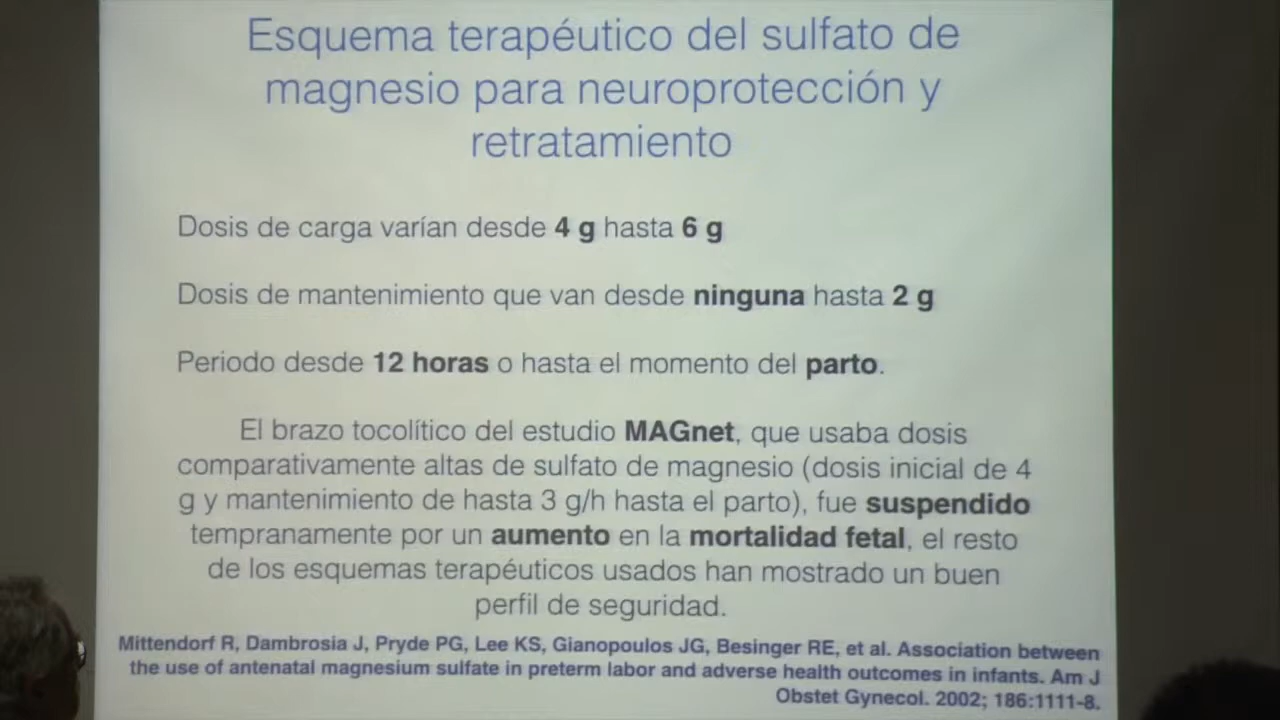 Esquema terapéutico del sulfato de
magnesio para neuroprotección y
retratamiento
Dosis de carga varían desde 4 g hasta 6 g
Dosis de mantenimiento que van desde ninguna hasta 2 g
Periodo desde 12 horas o hasta el momento del parto.
El brazo tocolítico del estudio MAGnet, que usaba dosis
comparativamente altas de sulfato de magnesio (dosis inicial de 4
g y mantenimiento de hasta 3 g/h hasta el parto), fue suspendido
tempranamente por un aumento en la mortalidad fetal, el resto
de los esquemas terapéuticos usados han mostrado un buen
perfil de seguridad.
Mittendorf R, Dambrosia J, Pryde PG, Lee KS, Gianopoulos JG, Besinger RE, et al. Association between
the use of antenatal magnesium sulfate in preterm labor and adverse health outcomes in infants. Am J
Obstet Gynecol. 2002; 186:1111-8.